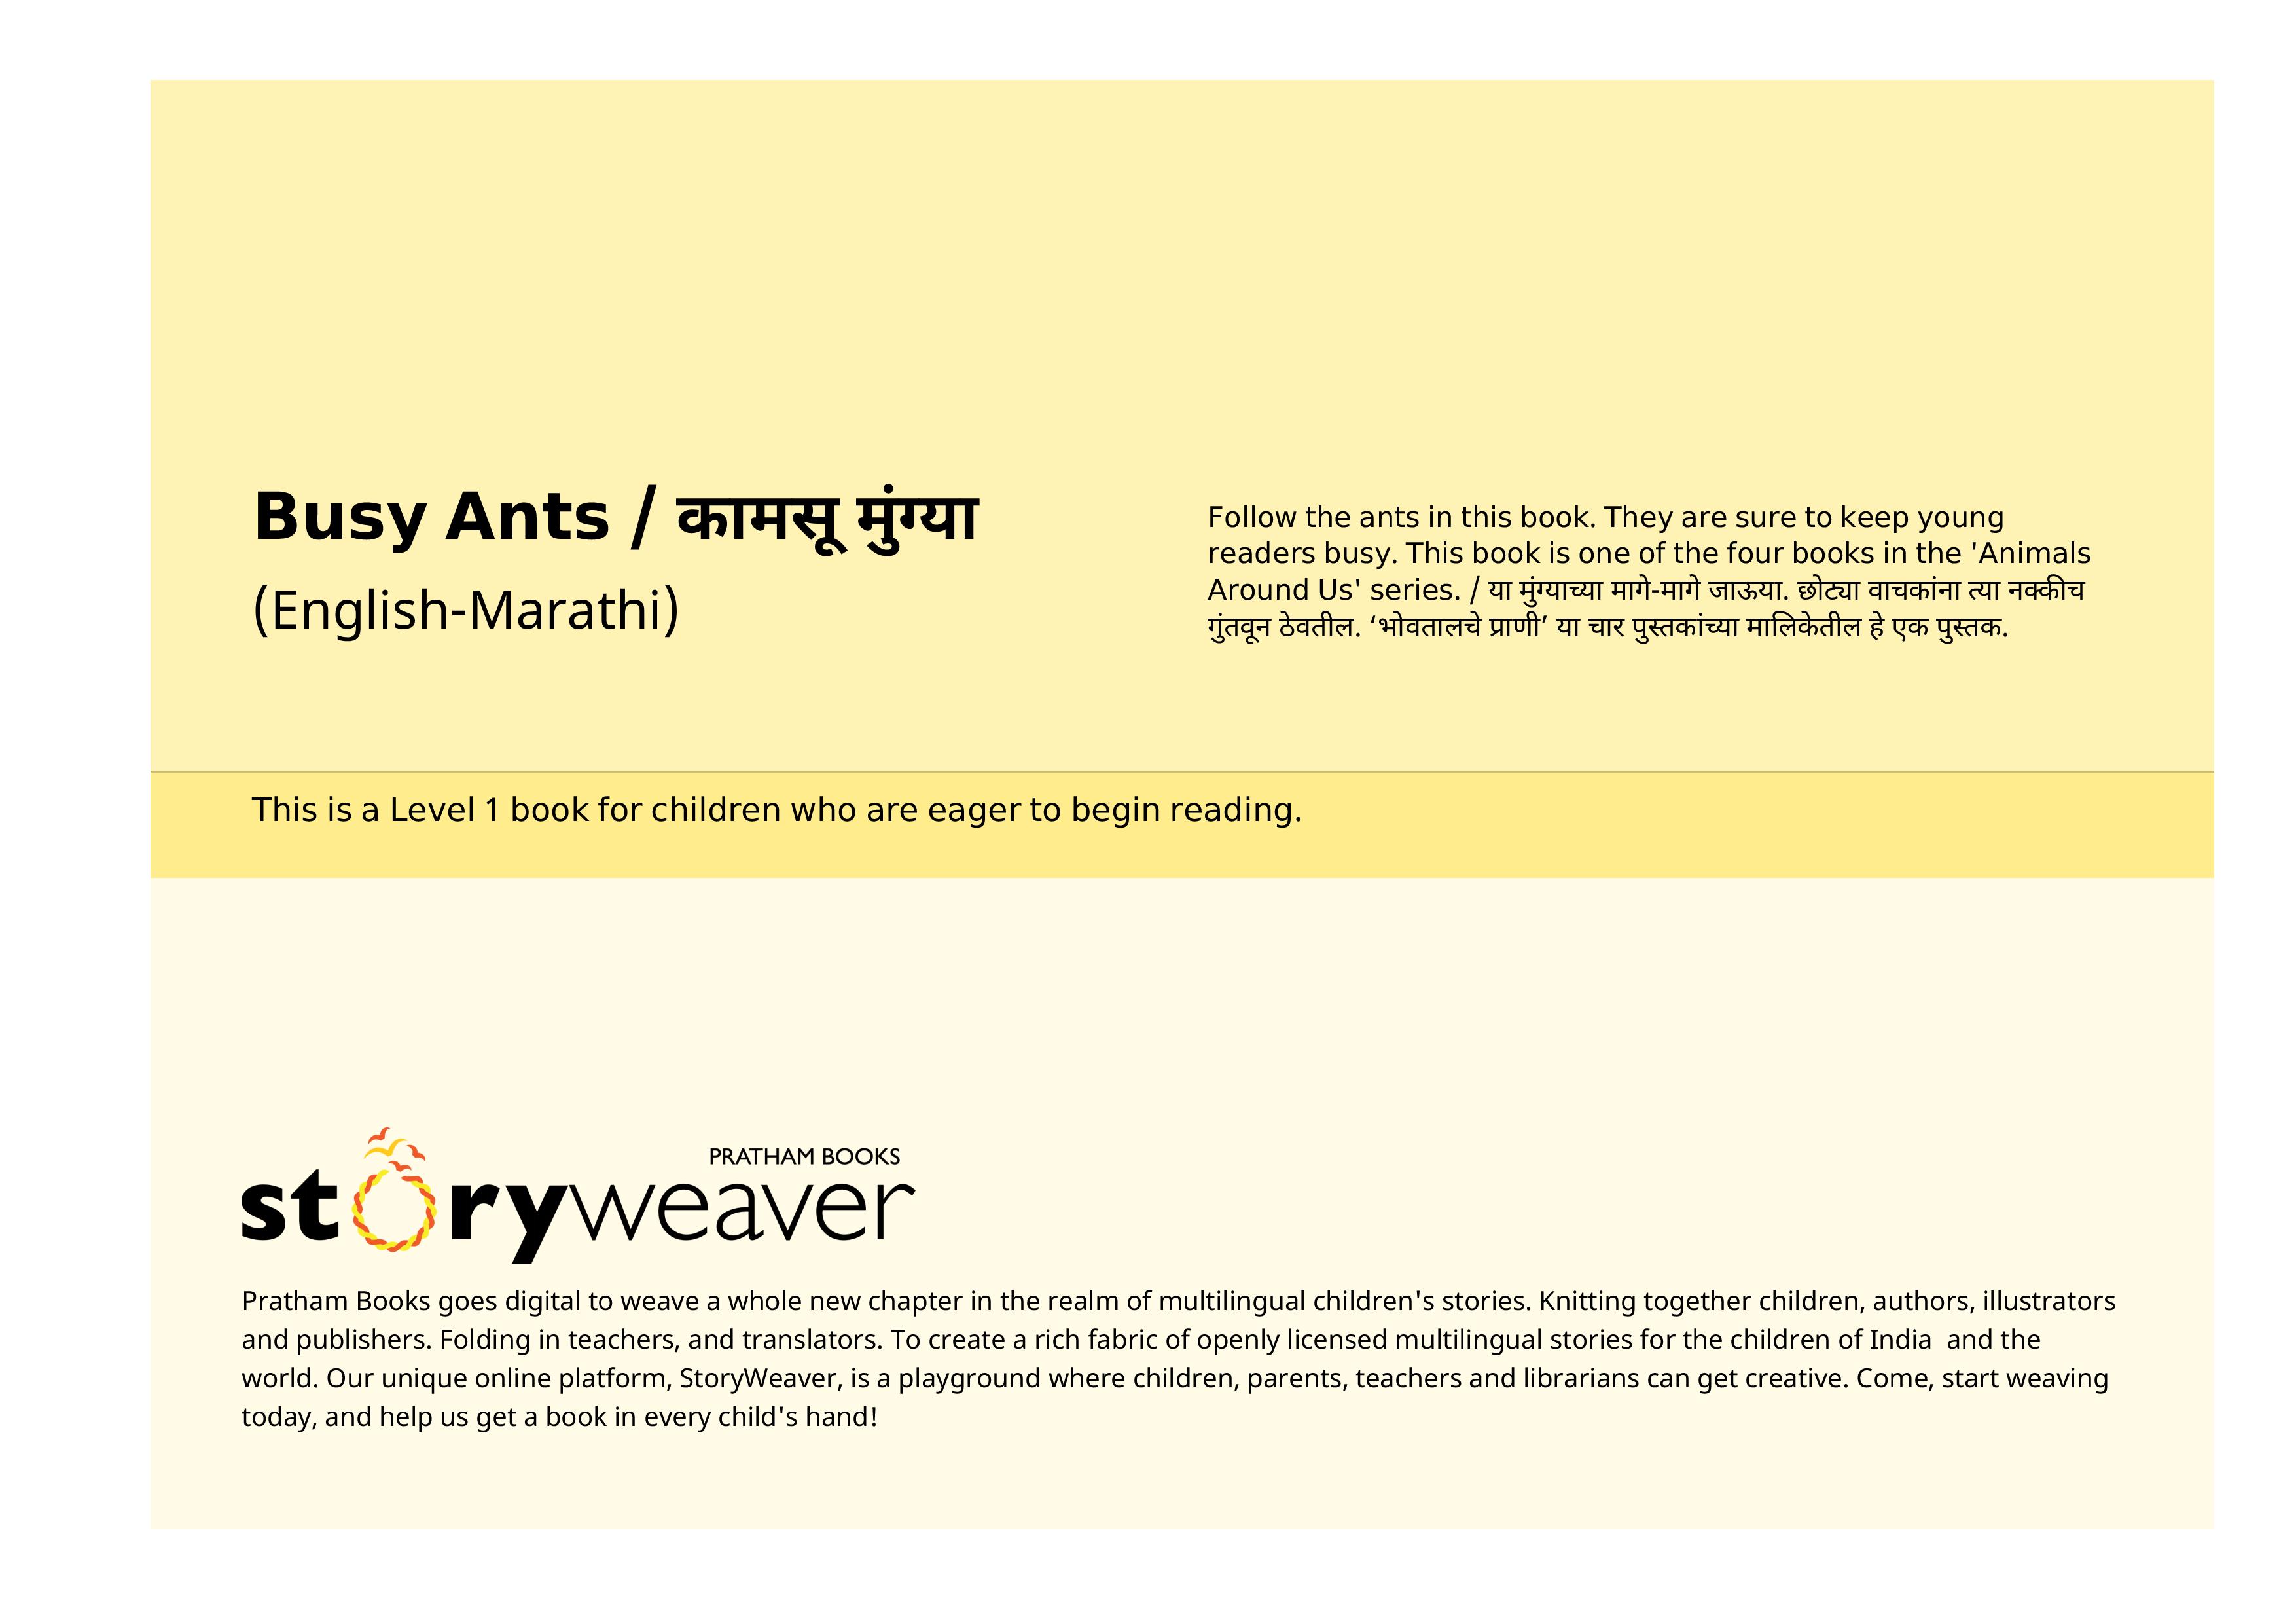 Busy Ants / कामसू मुंग्या
(English-Marathi)
Follow the ants in this book. They are sure to keep young
readers busy. This book is one of the four books in the 'Animals
Around Us' series. / या मुंग्याच्या मागे-मागे जाऊया. छोट्या वाचकांना त्या नक्कीच
गुंतवून ठेवतील. ‘भोवतालचे प्राणी’ या चार पुस्तकांच्या मालिकेतील हे एक पुस्तक.
This is a Level 1 book for children who are eager to begin reading.
PRATHAM BOOKS
storyweaver
Pratham Books goes digital to weave a whole new chapter in the realm of multilingual children's stories. Knitting together children, authors, illustrators
and publishers. Folding in teachers, and translators. To create a rich fabric of openly licensed multilingual stories for the children of India  and the
world. Our unique online platform, StoryWeaver, is a playground where children, parents, teachers and librarians can get creative. Come, start weaving
today, and help us get a book in every child's hand!